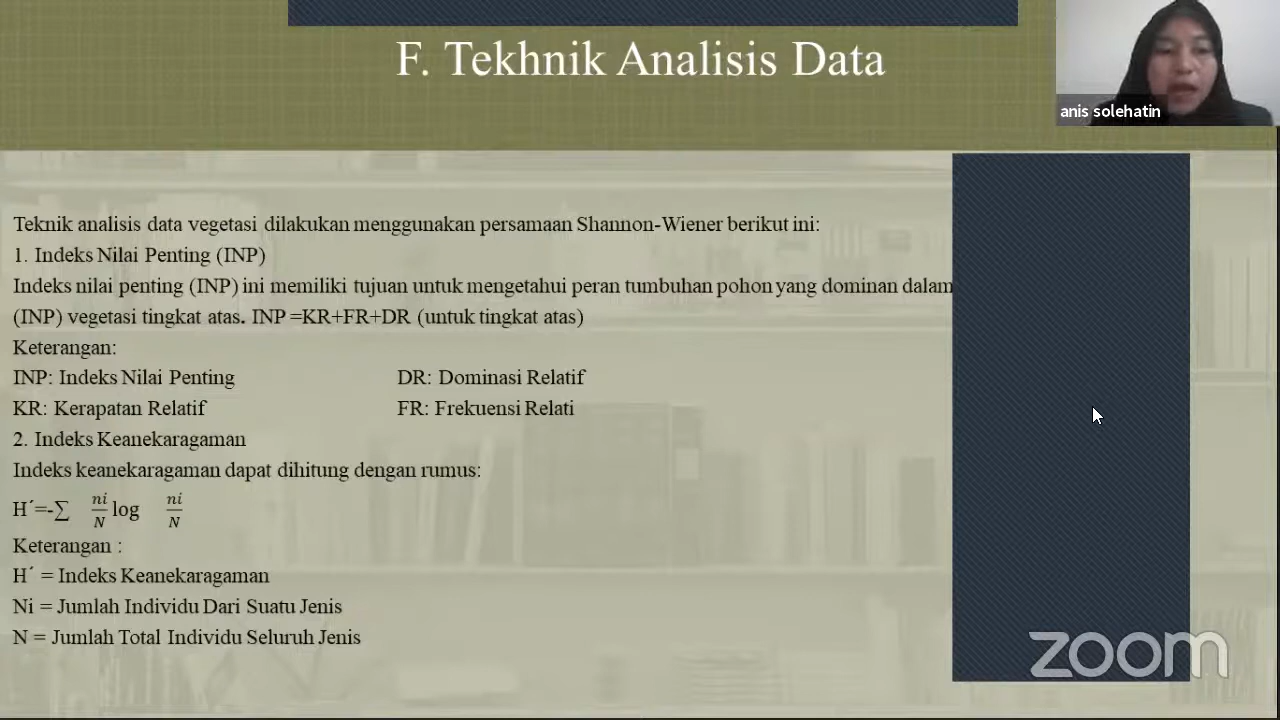 F. Tekhnik Analisis Data
anis solehatin
Teknik analisis data vegetasi dilakukan menggunakan persamaan Shannon-Wiener berikut ini:
1. Indeks Nilai Penting (INP)
Indeks nilai penting (INP) ini memiliki tujuan untuk mengetahui peran tumbuhan pohon yang dominan dalam
(INP) vegetasi tingkat atas. INP =KR+FR+DR (untuk tingkat atas)
Keterangan:
INP: Indeks Nilai Penting DR: Dominasi Relatif
KR: Kerapatan Relatif FR: Frekuensi Relati
2. Indeks Keanekaragaman
Indeks keanekaragaman dapat dihitung dengan rumus:
H´=-∑ ni/N log ni/N
Keterangan :
H´ = Indeks Keanekaragaman
Ni = Jumlah Individu Dari Suatu Jenis
N = Jumlah Total Individu Seluruh Jenis
zoom